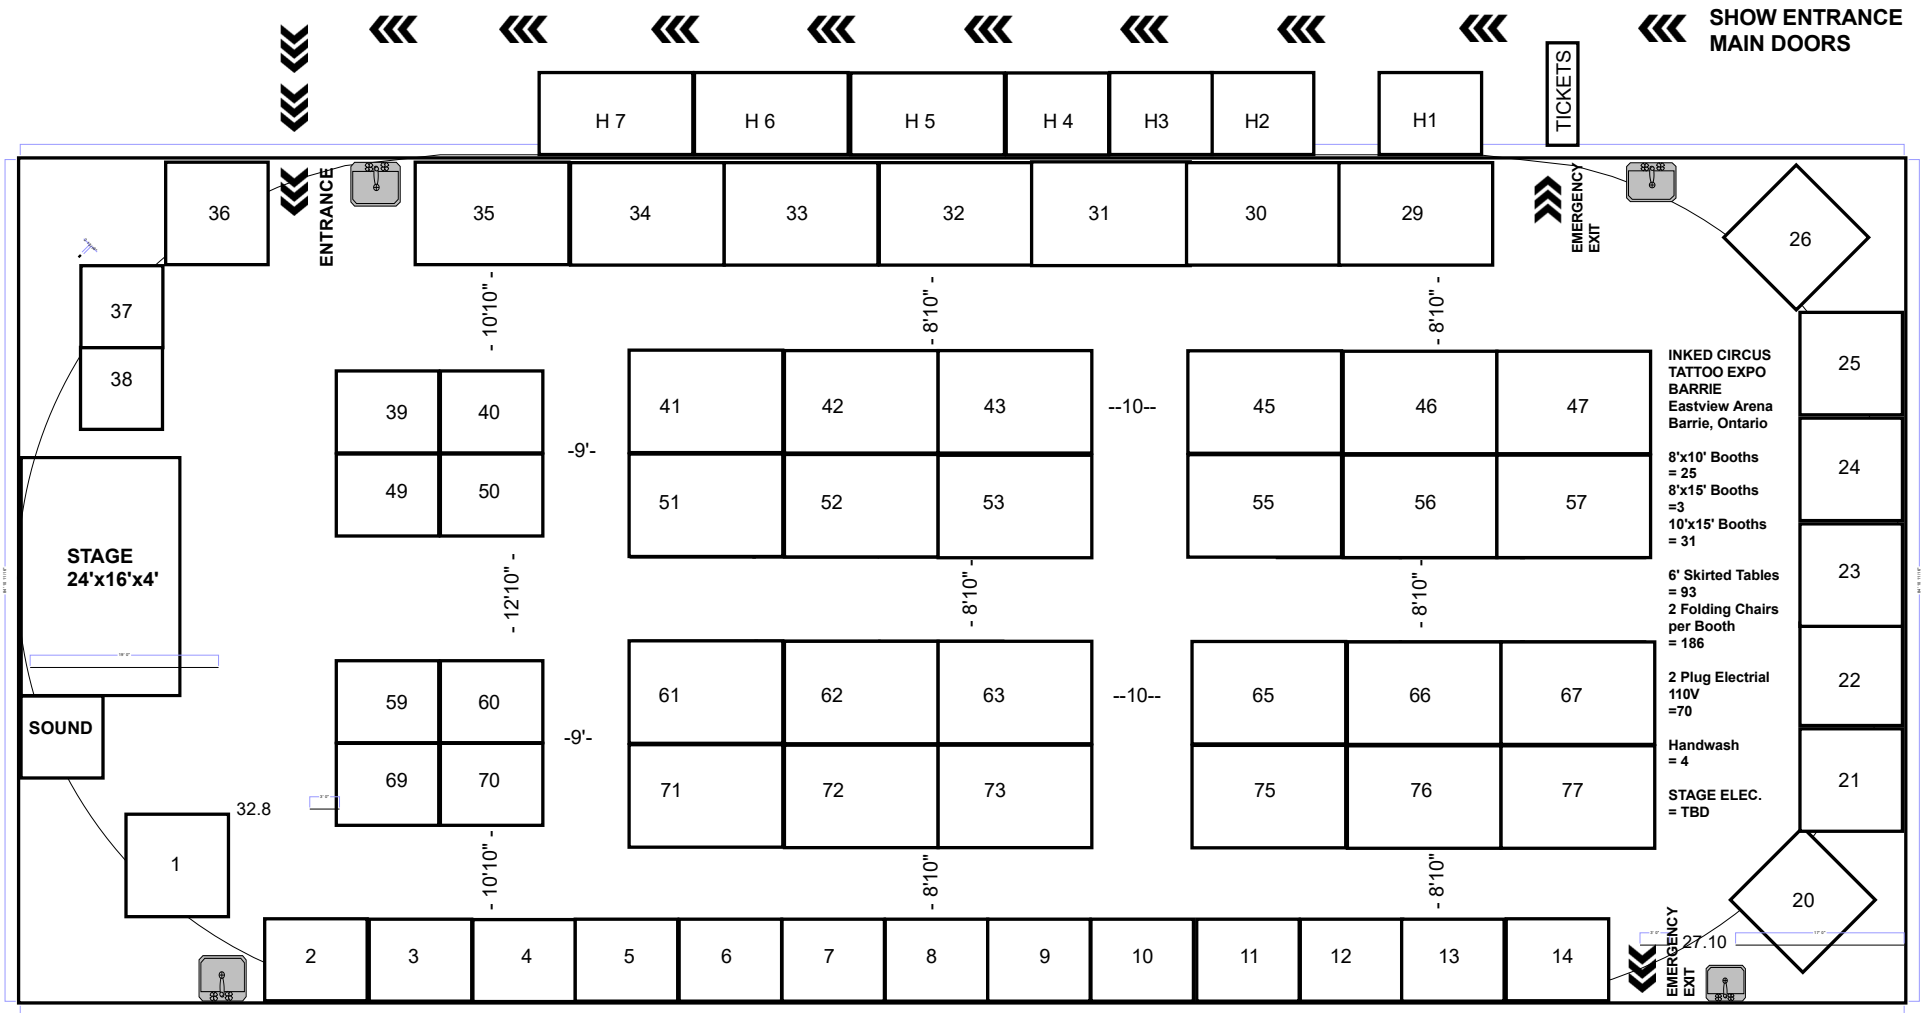 SHOW ENTRANCE
MAIN DOORS
TICKETS
H 7
H 6
H 5
H 4
H3
H2
H1
36
ENTRANCE
35
34
33
32
31
30
29
EMERGENCY
EXIT
26
37
38
- 10'10" -
- 8'10" -
- 8'10" -
39
40
49
50
-9'-
41
42
43
51
52
53
--10--
45
46
47
55
56
57
INKED CIRCUS
TATTOO EXPO
BARRIE
Eastview Arena
Barrie, Ontario
8'x10' Booths
= 25
8'x15' Booths
=3
10'x15' Booths
= 31
6' Skirted Tables
= 93
2 Folding Chairs
per Booth
= 186
2 Plug Electrial
110V
=70
Handwash
= 4
STAGE ELEC.
= TBD
25
24
23
22
21
STAGE
24'x16'x4'
SOUND
- 12'10" -
- 8'10" -
- 8'10" -
59
60
69
70
-9'-
61
62
63
71
72
73
--10--
65
66
67
75
76
77
32.8
1
- 10'10" -
- 8'10" -
- 8'10" -
20
27.10
2
3
4
5
6
7
8
9
10
11
12
13
14
EMERGENCY
EXIT